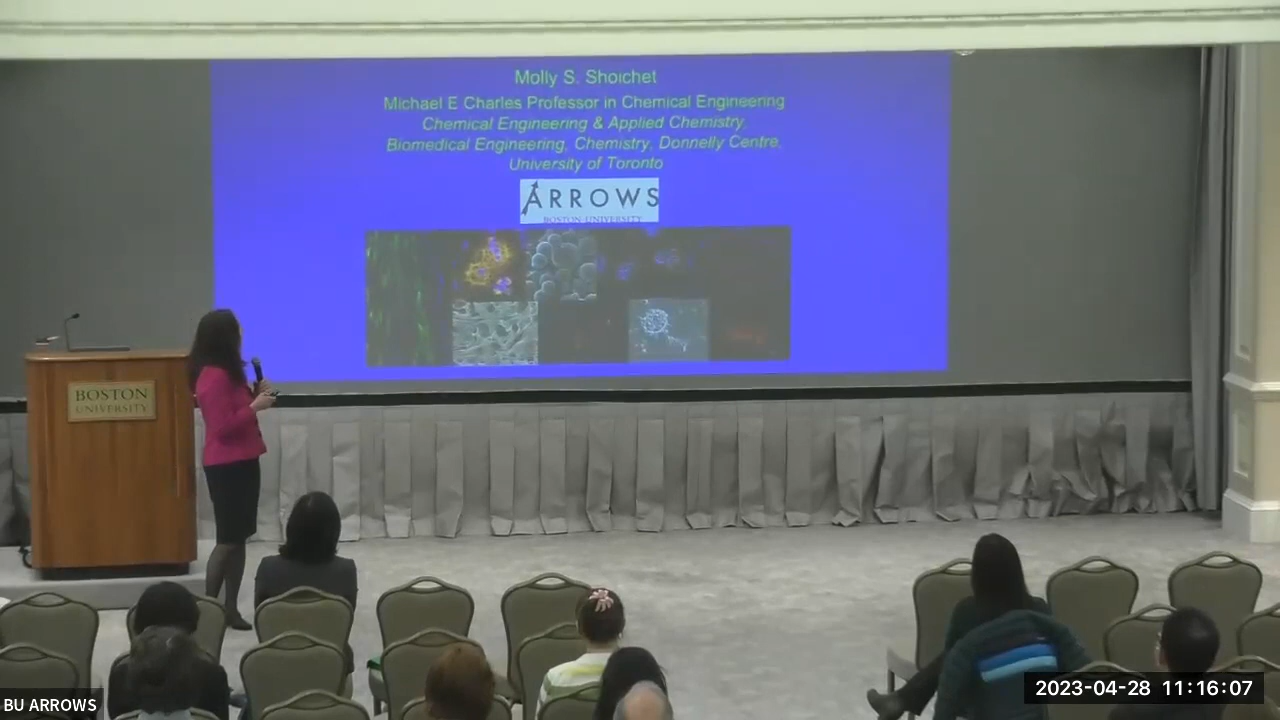 Molly S. Shoichet
Michael E Charles Professor in Chemical Engineering
Chemical Engineering & Applied Chemistry,
Biomedical Engineering, Chemistry, Donnelly Centre,
University of Toronto
ARROWS
BOSTON UNIVERSITY
BOSTON
UNIVERSITY
BU ARROWS
2023-04-28 11:16:07